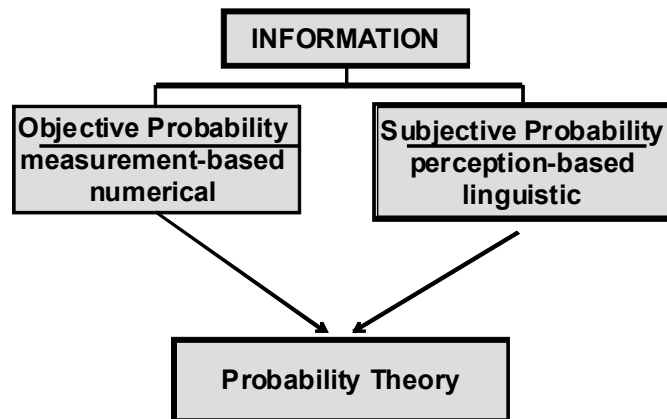 INFORMATION
Objective Probability
measurement-based
numerical
Subjective Probability
perception-based
linguistic
Probability Theory